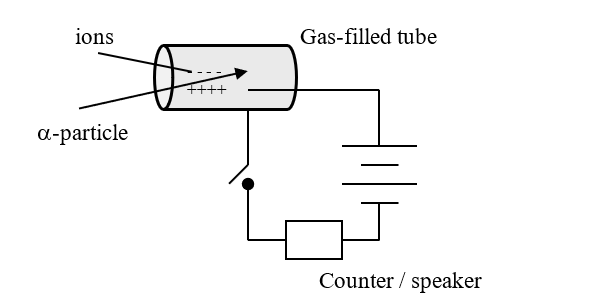 ions
Gas-filled tube
- - - -
++++
α-particle
Counter / speaker